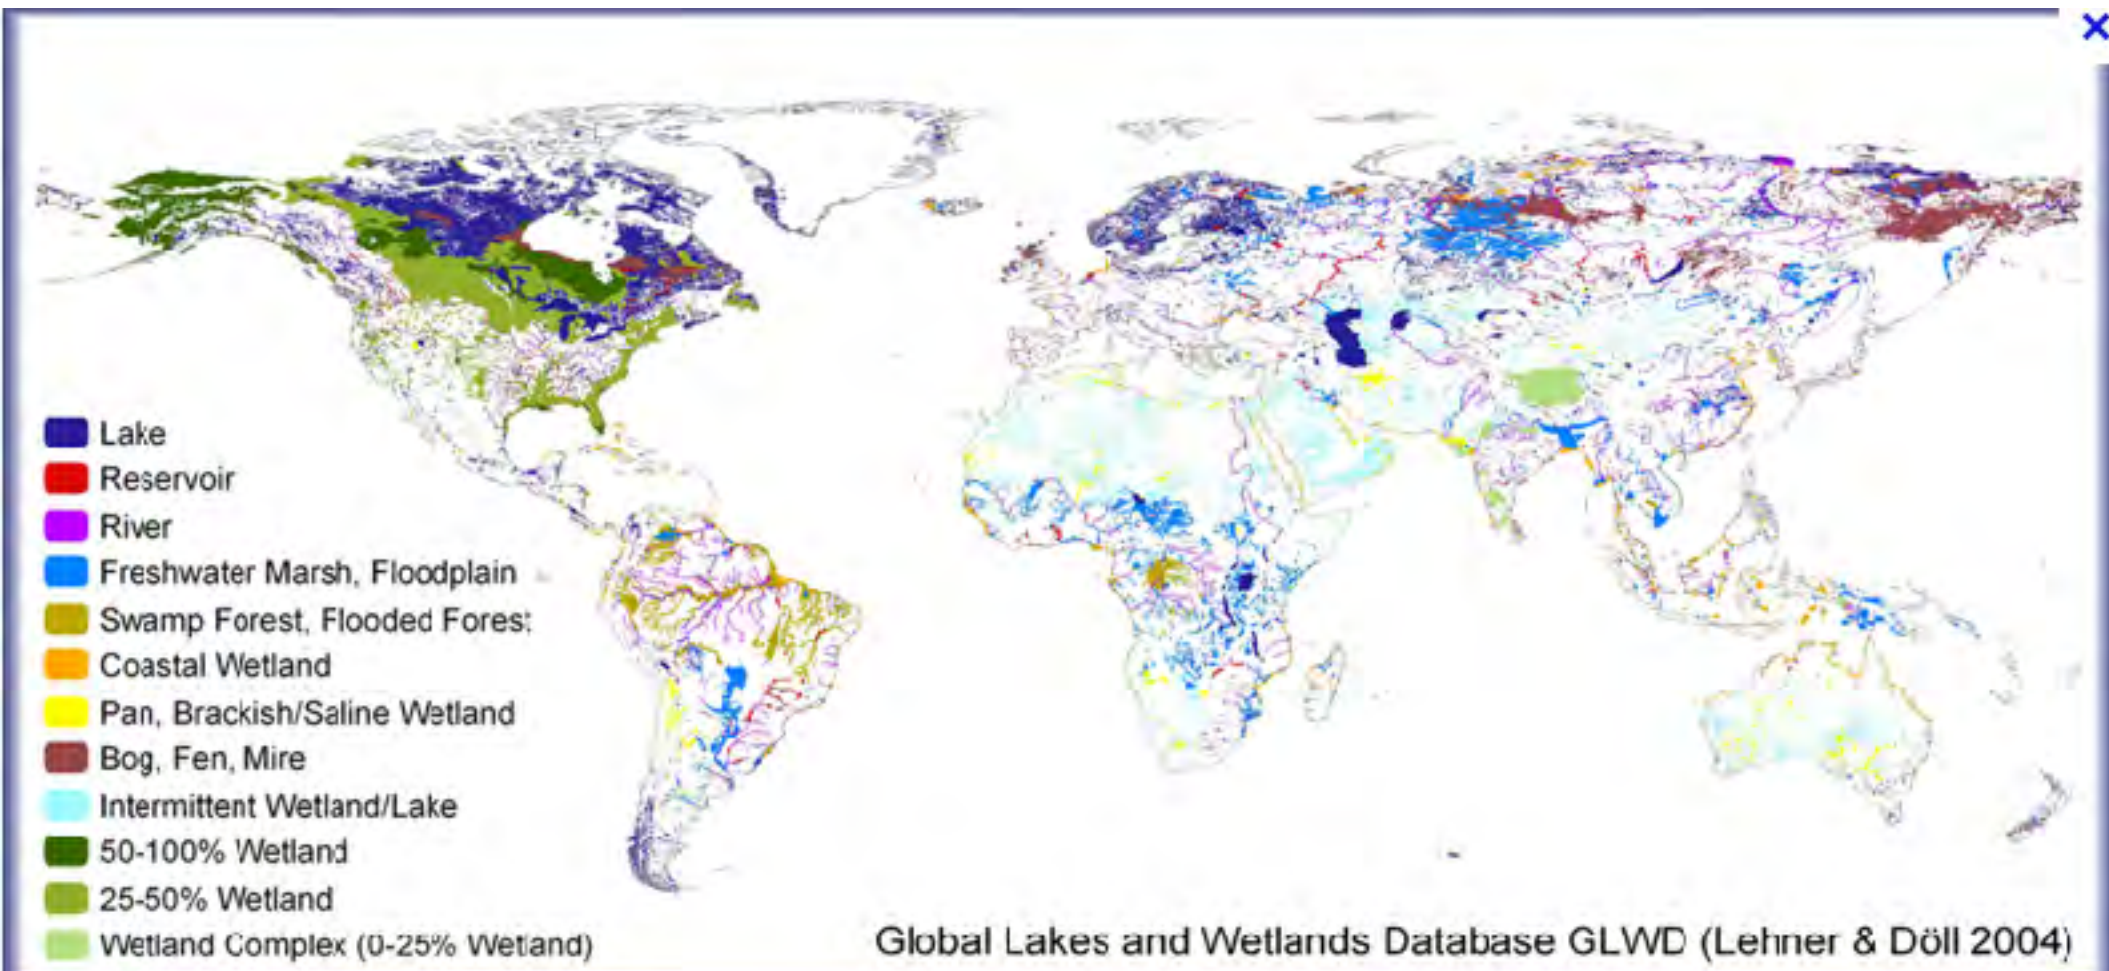 Lake
Reservoir
River
Freshwater Marsh, Floodplain
Swamp Forest, Flooded Forest
Coastal Wetland
Pan, Brackish/Saline Wetland
Bog, Fen, Mire
Intermittent Wetland/Lake
50-100% Wetland
25-50% Wetland
Wetland Complex (0-25% Wetland)
Global Lakes and Wetlands Database GLWD (Lehner & Döll 2004)